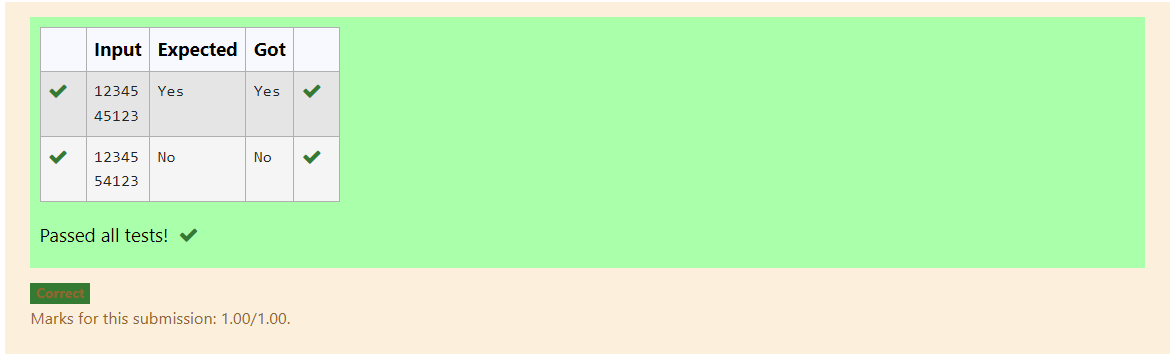 Input Expected Got
12345 Yes Yes
45123
12345 No No
54123
Passed all tests!
Correct
Marks for this submission: 1.00/1.00.